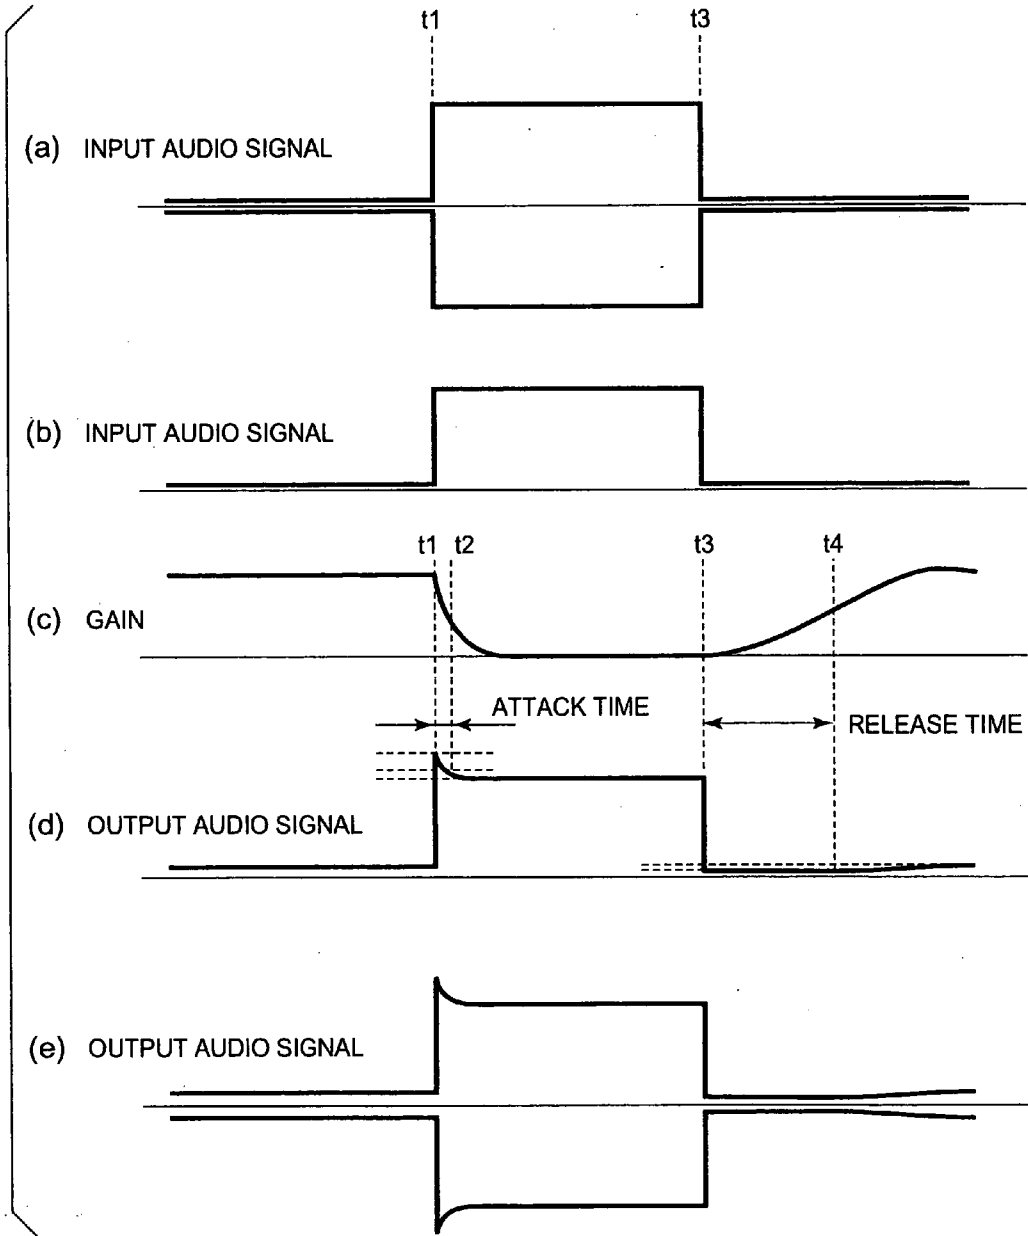 t1 t3
(a) INPUT AUDIO SIGNAL
(b) INPUT AUDIO SIGNAL
t1 t2 t3 t4
(c) GAIN
ATTACK TIME
RELEASE TIME
(d) OUTPUT AUDIO SIGNAL
(e) OUTPUT AUDIO SIGNAL